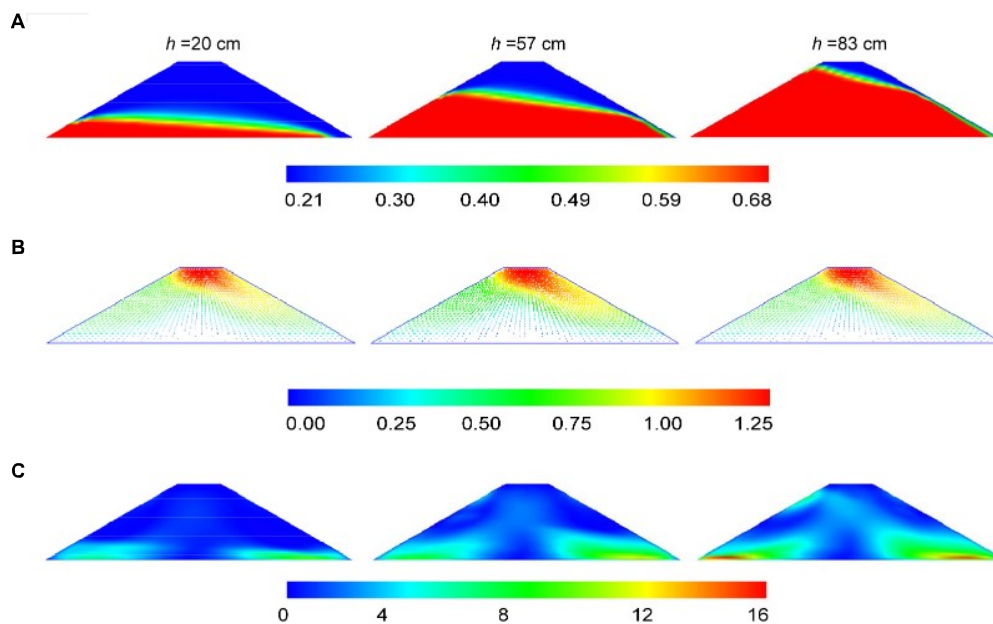 A
h =20 cm h =57 cm h =83 cm
0.21 0.30 0.40 0.49 0.59 0.68
B
0.00 0.25 0.50 0.75 1.00 1.25
C
0 4 8 12 16